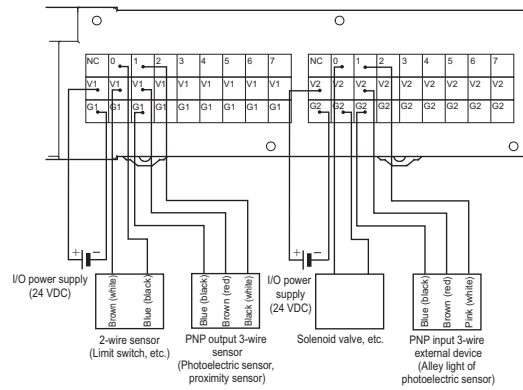 NC 0 1 2 3 4 5 6 7
V1 V1 V1 V1 V1 V1 V1 V1 V1
G1 G1 G1 G1 G1 G1 G1 G1 G1
NC 0 1 2 3 4 5 6 7
V2 V2 V2 V2 V2 V2 V2 V2 V2
G2 G2 G2 G2 G2 G2 G2 G2 G2
+ −
I/O power supply
(24 VDC)
Brown (white)
Blue (black)
2-wire sensor
(Limit switch, etc.)
Blue (black)
Brown (red)
Black (white)
PNP output 3-wire
sensor
(Photoelectric sensor,
proximity sensor)
+ −
I/O power
supply
(24 VDC)
Solenoid valve, etc.
Blue (black)
Brown (red)
Pink (white)
PNP input 3-wire
external device
(Alley light of
photoelectric sensor)